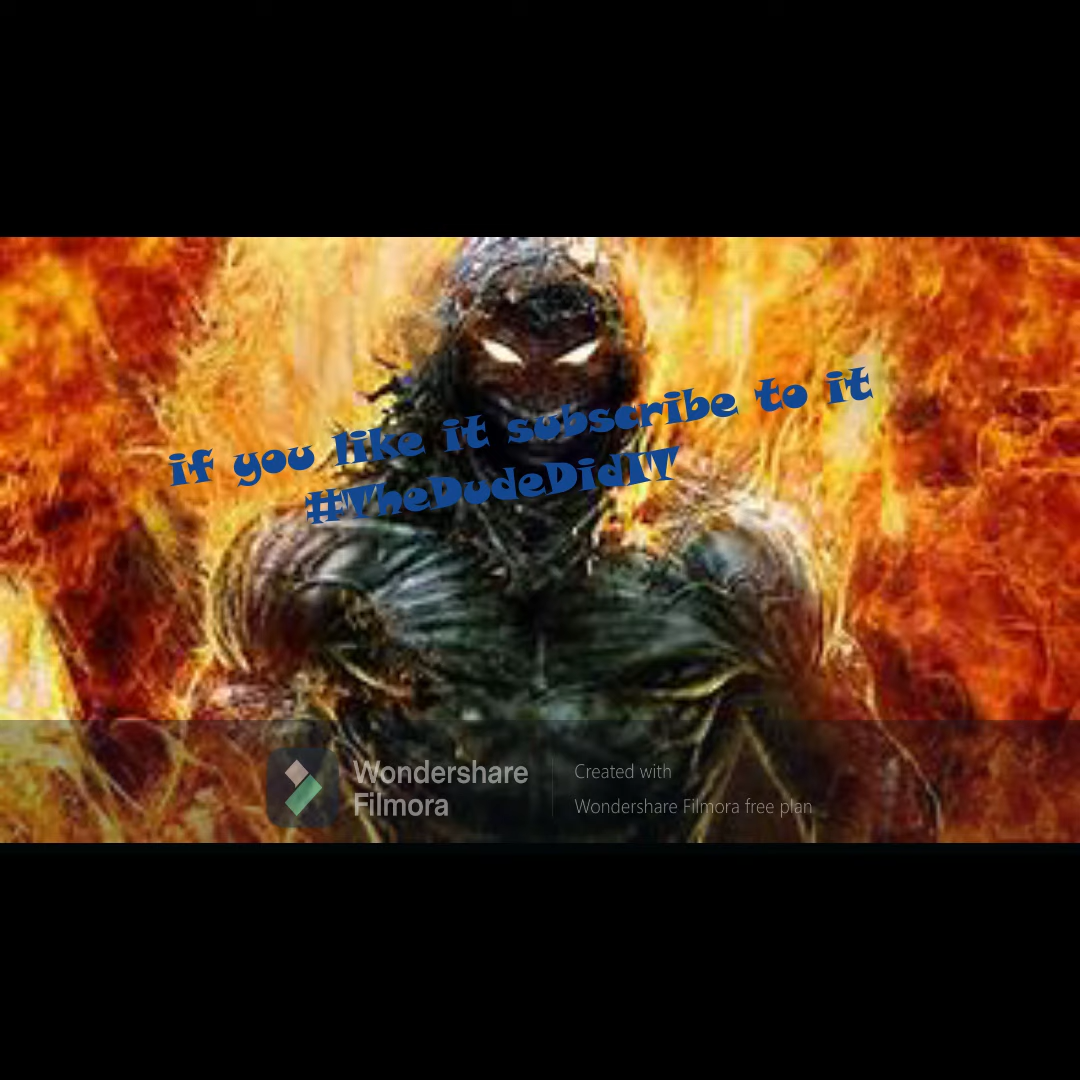 if you like it subscribe to it
#TheDudeDidIT
Wondershare
Filmora
Created with
Wondershare Filmora free plan